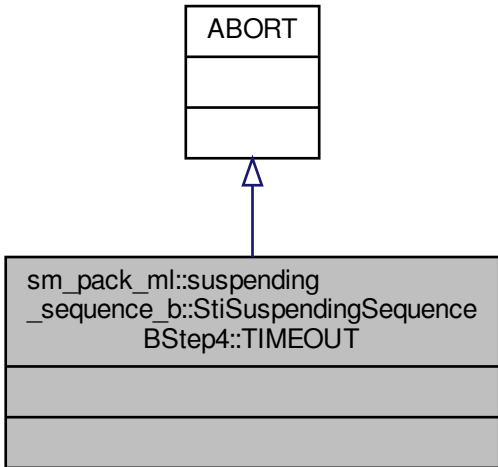 ABORT
sm_pack_ml::suspending
_sequence_b::StiSuspendingSequence
BStep4::TIMEOUT